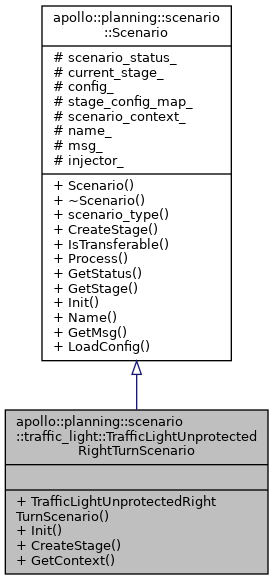 apollo::planning::scenario
::Scenario
# scenario_status_
# current_stage_
# config_
# stage_config_map_
# scenario_context_
# name_
# msg_
# injector_
+ Scenario()
+ ~Scenario()
+ scenario_type()
+ CreateStage()
+ IsTransferable()
+ Process()
+ GetStatus()
+ GetStage()
+ Init()
+ Name()
+ GetMsg()
+ LoadConfig()
apollo::planning::scenario
::traffic_light::TrafficLightUnprotected
RightTurnScenario
+ TrafficLightUnprotectedRight
TurnScenario()
+ Init()
+ CreateStage()
+ GetContext()